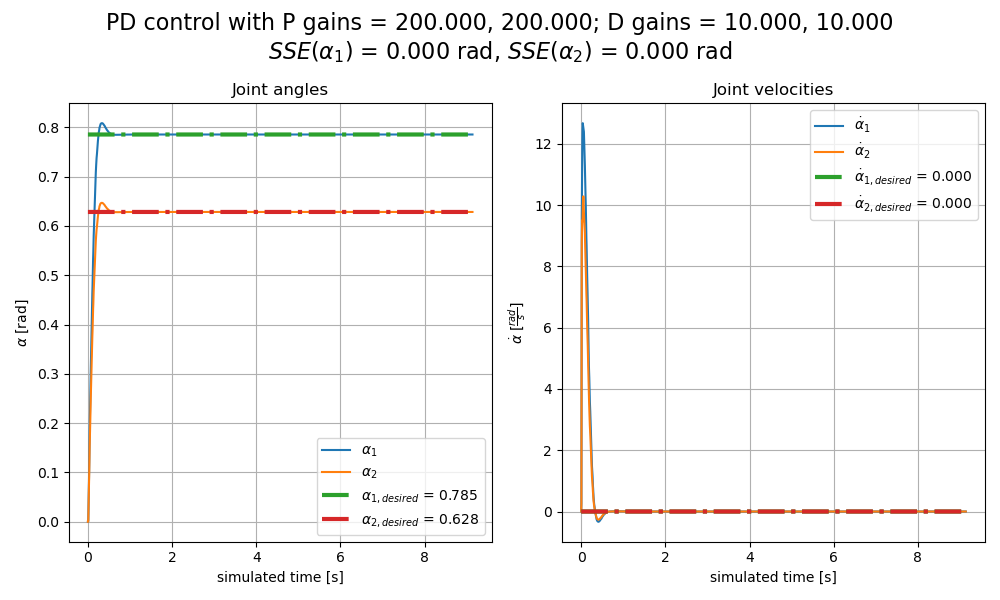 PD control with P gains = 200.000, 200.000; D gains = 10.000, 10.000
SSE(α₁) = 0.000 rad, SSE(α₂) = 0.000 rad
Joint angles
0.8
0.7
0.6
0.5
0.4
0.3
0.2
0.1
0.0
α [rad]
0
2
4
6
8
simulated time [s]
α₁
α₂
α₁,desired = 0.785
α₂,desired = 0.628
Joint velocities
12
10
8
6
4
2
0
α̇ [rad/s]
0
2
4
6
8
simulated time [s]
α̇₁
α̇₂
α̇₁,desired = 0.000
α̇₂,desired = 0.000